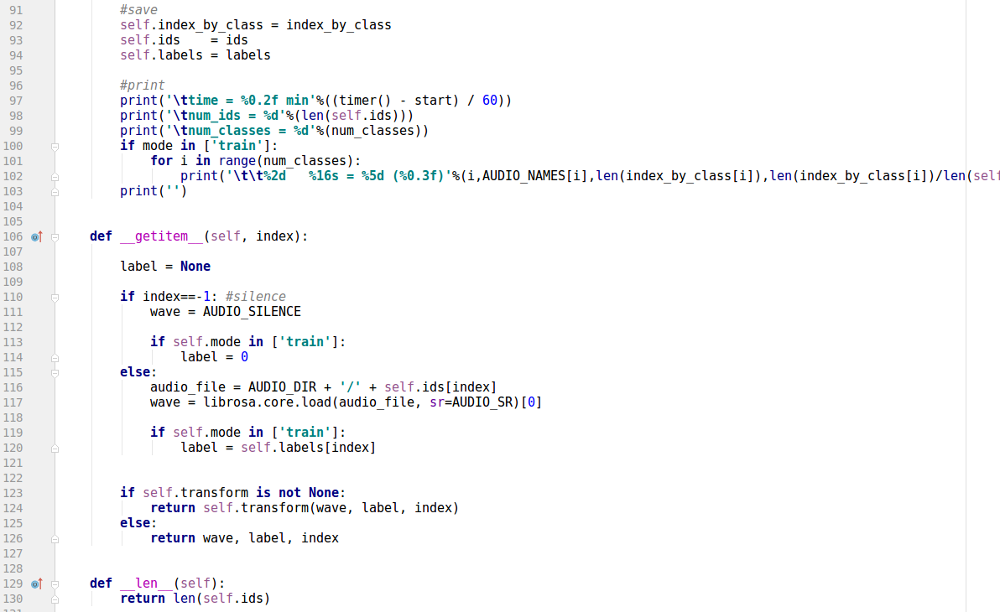 91 #save
92 self.index_by_class = index_by_class
93 self.ids    = ids
94 self.labels = labels
95
96 #print
97 print('\ttime = %0.2f min'%((timer() - start) / 60))
98 print('\tnum_ids = %d'%(len(self.ids)))
99 print('\tnum_classes = %d'%(num_classes))
100 if mode in ['train']:
101 for i in range(num_classes):
102 print('\t\t%2d   %16s = %5d (%0.3f)'%(i,AUDIO_NAMES[i],len(index_by_class[i]),len(index_by_class[i])/len(self
103 print('')
104
105
106 def __getitem__(self, index):
107
108 label = None
109
110 if index==-1: #silence
111 wave = AUDIO_SILENCE
112
113 if self.mode in ['train']:
114 label = 0
115 else:
116 audio_file = AUDIO_DIR + '/' + self.ids[index]
117 wave = librosa.core.load(audio_file, sr=AUDIO_SR)[0]
118
119 if self.mode in ['train']:
120 label = self.labels[index]
121
122
123 if self.transform is not None:
124 return self.transform(wave, label, index)
125 else:
126 return wave, label, index
127
128
129 def __len__(self):
130 return len(self.ids)